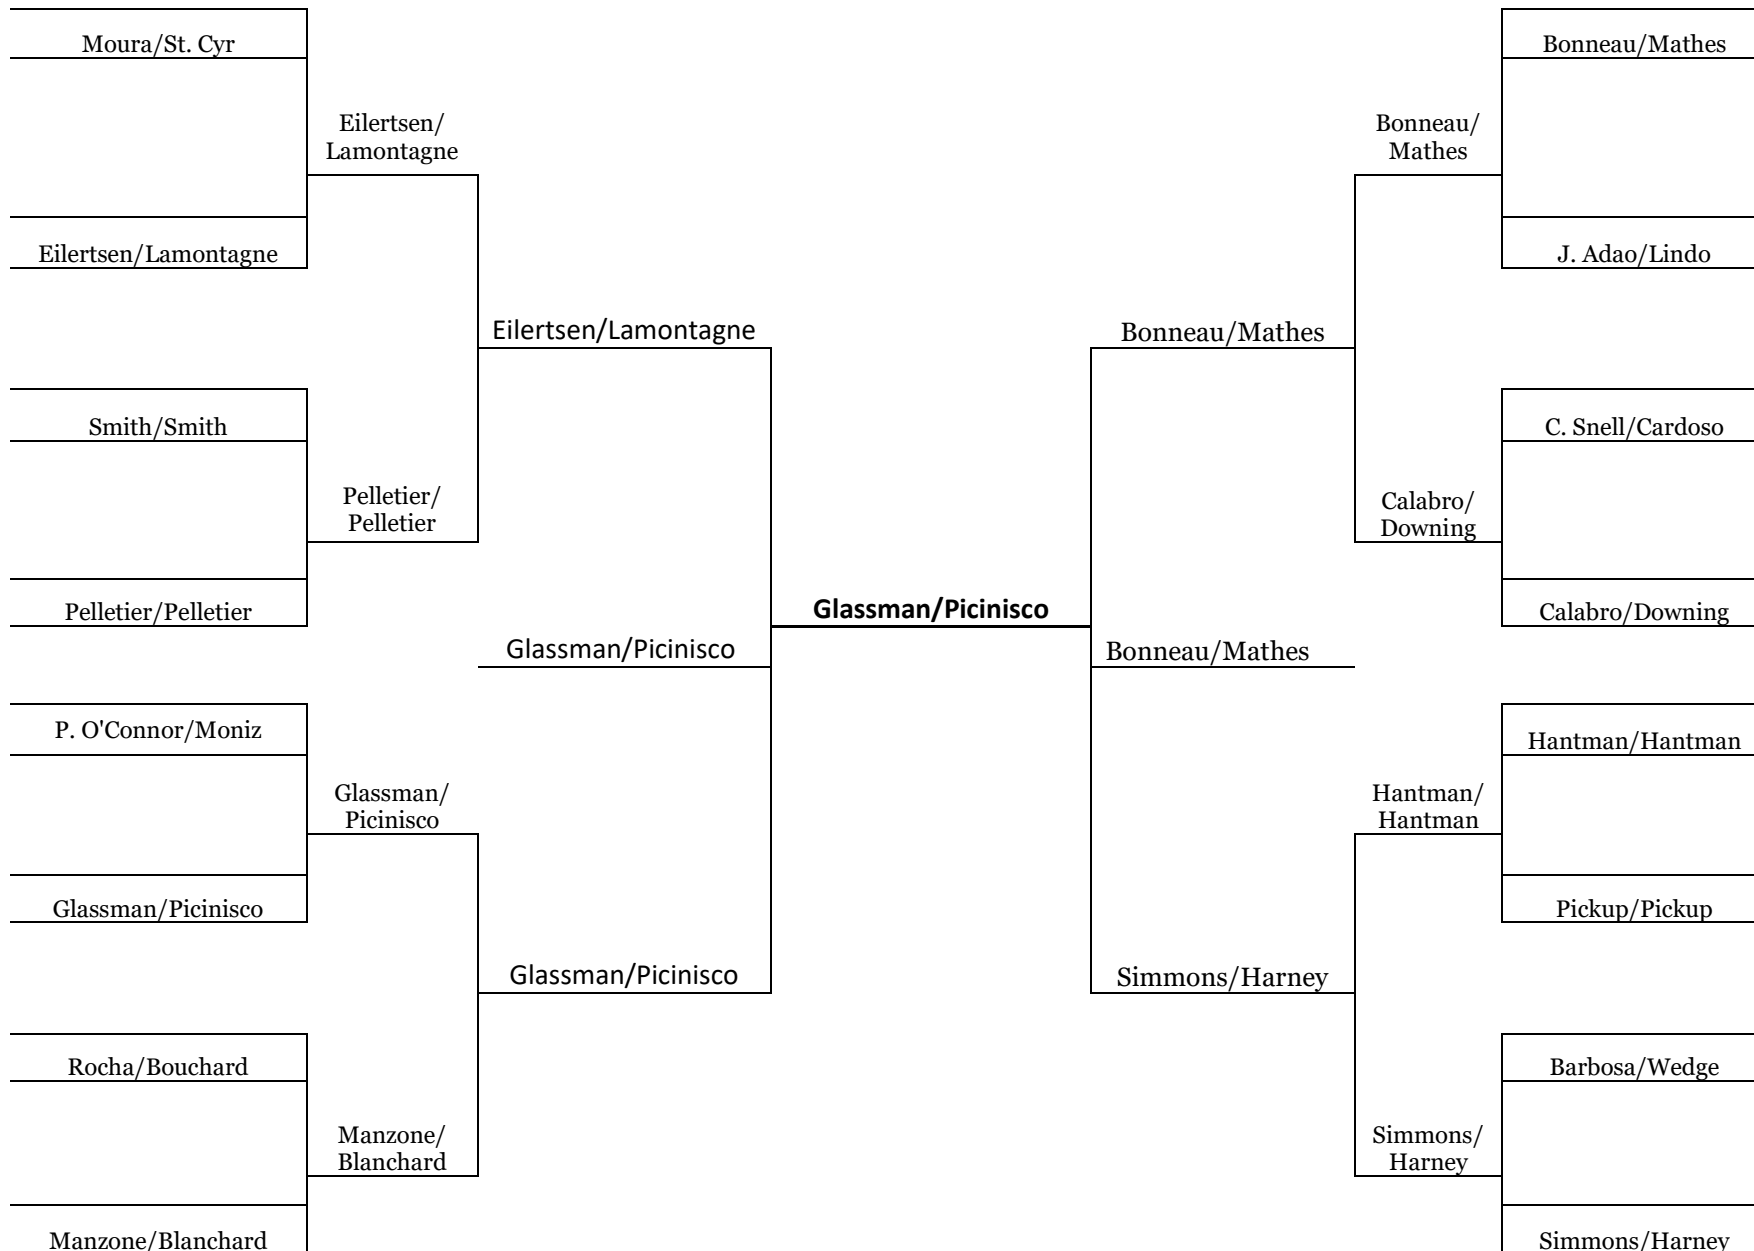 Moura/St. Cyr
Bonneau/Mathes
Eilertsen/
Lamontagne
Bonneau/
Mathes
Eilertsen/Lamontagne
J. Adao/Lindo
Eilertsen/Lamontagne
Bonneau/Mathes
Smith/Smith
C. Snell/Cardoso
Pelletier/
Pelletier
Calabro/
Downing
Pelletier/Pelletier
Glassman/Picinisco
Calabro/Downing
Glassman/Picinisco
Bonneau/Mathes
P. O'Connor/Moniz
Hantman/Hantman
Glassman/
Picinisco
Hantman/
Hantman
Glassman/Picinisco
Pickup/Pickup
Glassman/Picinisco
Simmons/Harney
Rocha/Bouchard
Barbosa/Wedge
Manzone/
Blanchard
Simmons/
Harney
Manzone/Blanchard
Simmons/Harney